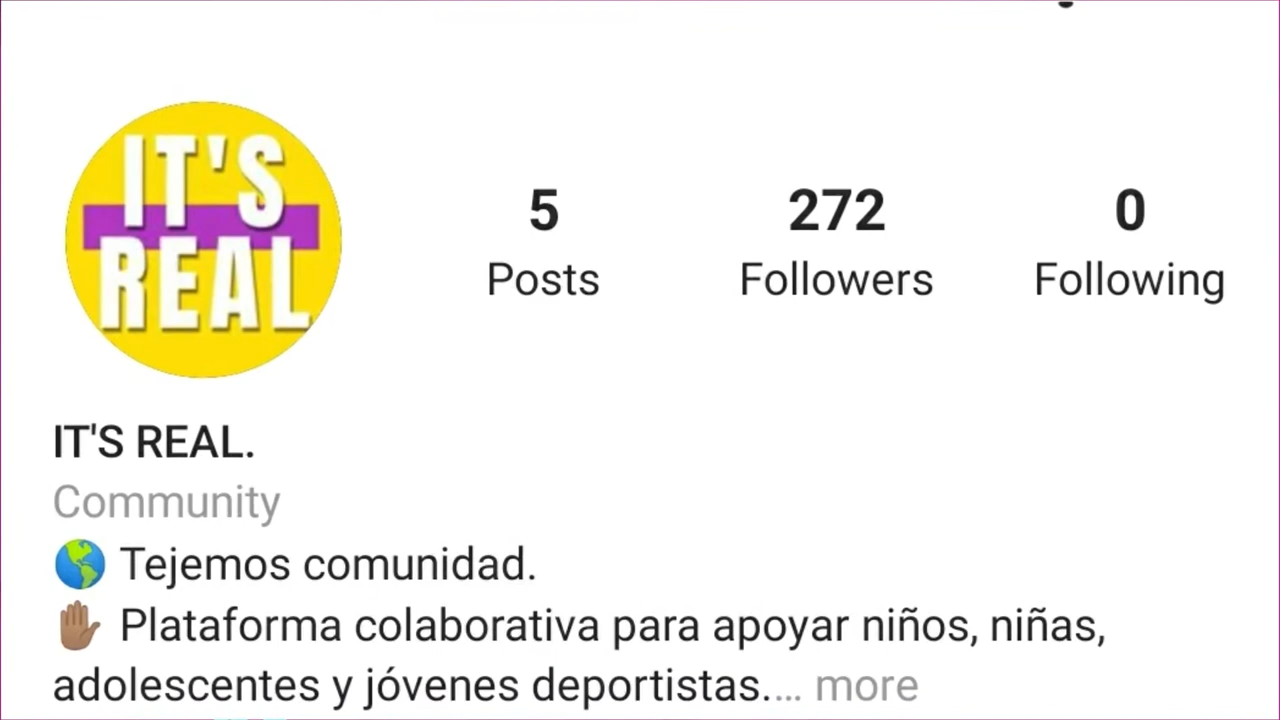 IT'S
REAL
5 272 0
Posts Followers Following
IT'S REAL.
Community
🌎 Tejemos comunidad.
✋🏽 Plataforma colaborativa para apoyar niños, niñas,
adolescentes y jóvenes deportistas.... more